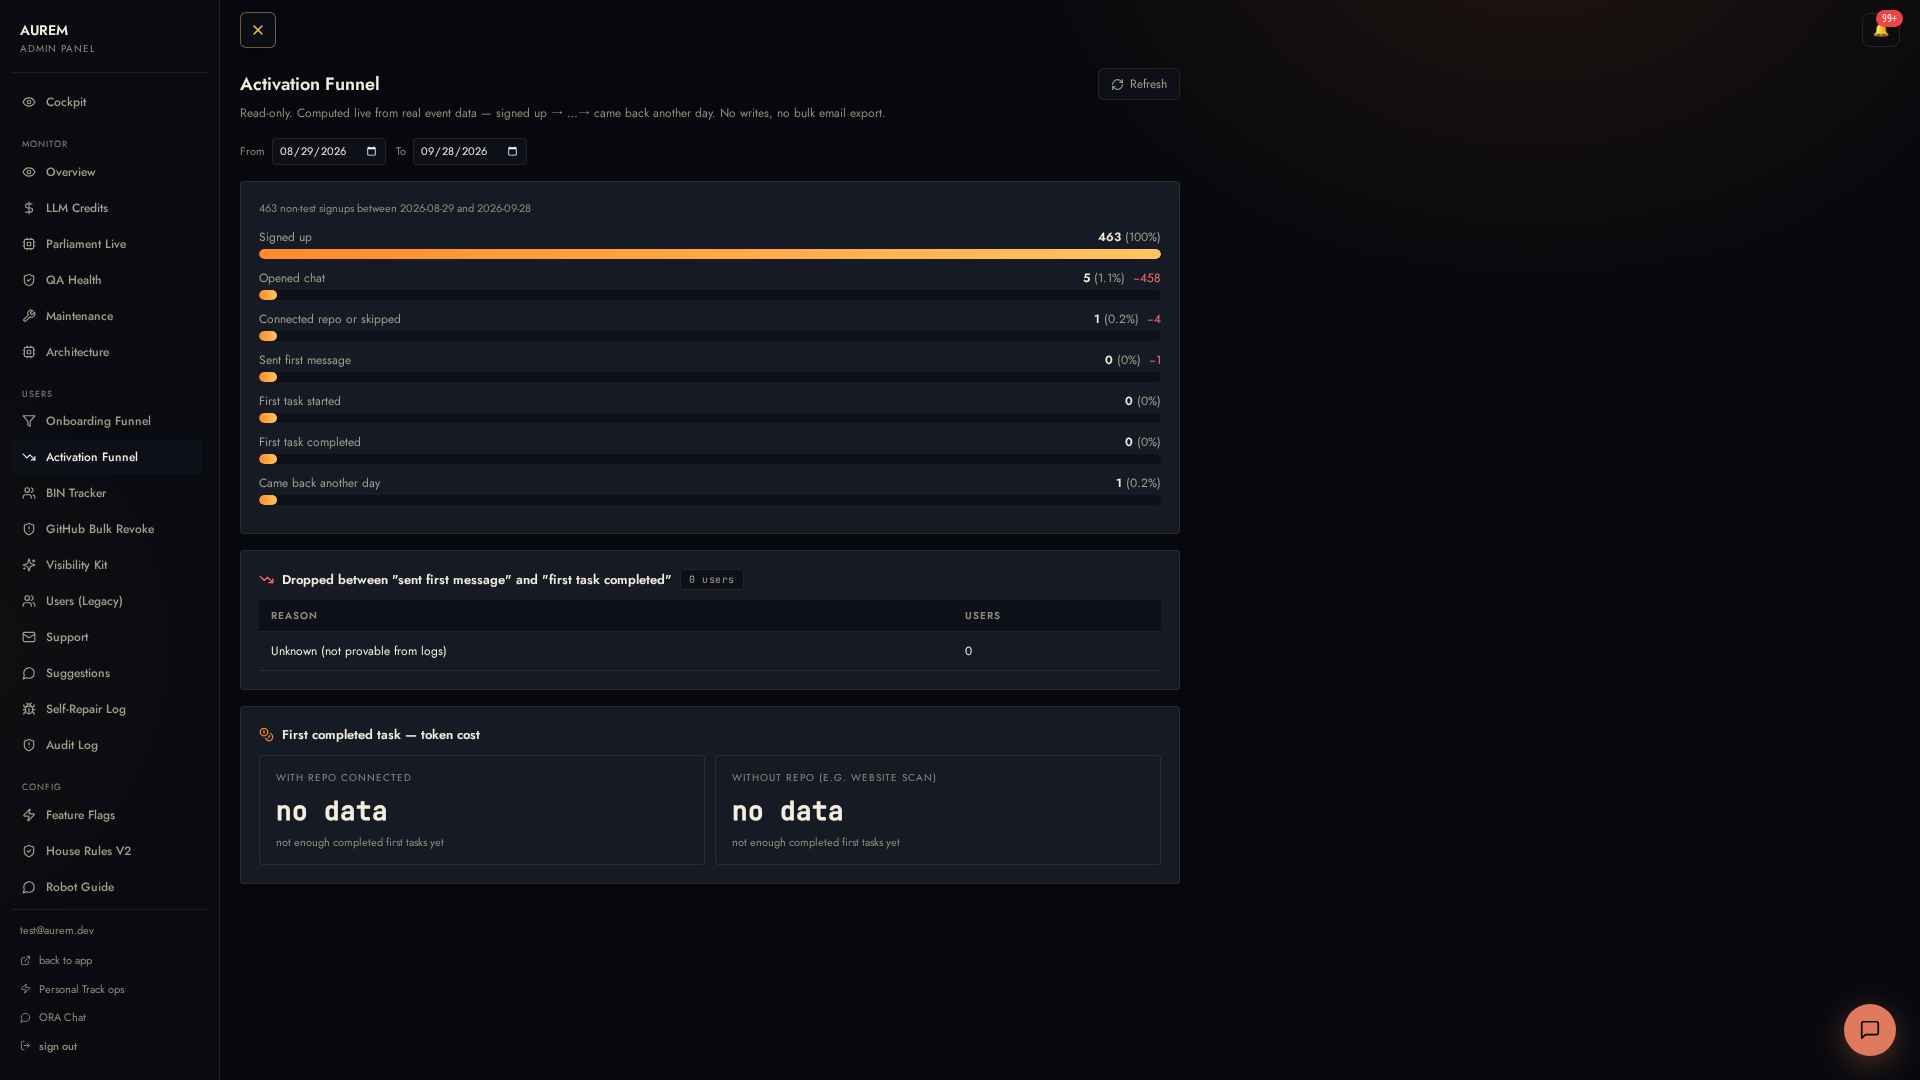 AUREM
ADMIN PANEL
Cockpit
MONITOR
Overview
LLM Credits
Parliament Live
QA Health
Maintenance
Architecture
USERS
Onboarding Funnel
Activation Funnel
BIN Tracker
GitHub Bulk Revoke
Visibility Kit
Users (Legacy)
Support
Suggestions
Self-Repair Log
Audit Log
CONFIG
Feature Flags
House Rules V2
Robot Guide
test@aurem.dev
back to app
Personal Track ops
ORA Chat
sign out
99+
Activation Funnel
Refresh
Read-only. Computed live from real event data — signed up → ...→ came back another day. No writes, no bulk email export.
From 08/29/2026 To 09/28/2026
463 non-test signups between 2026-08-29 and 2026-09-28
Signed up 463 (100%)
Opened chat 5 (1.1%) −458
Connected repo or skipped 1 (0.2%) −4
Sent first message 0 (0%) −1
First task started 0 (0%)
First task completed 0 (0%)
Came back another day 1 (0.2%)
Dropped between "sent first message" and "first task completed" 0 users
REASON USERS
Unknown (not provable from logs) 0
First completed task — token cost
WITH REPO CONNECTED
no data
not enough completed first tasks yet
WITHOUT REPO (E.G. WEBSITE SCAN)
no data
not enough completed first tasks yet